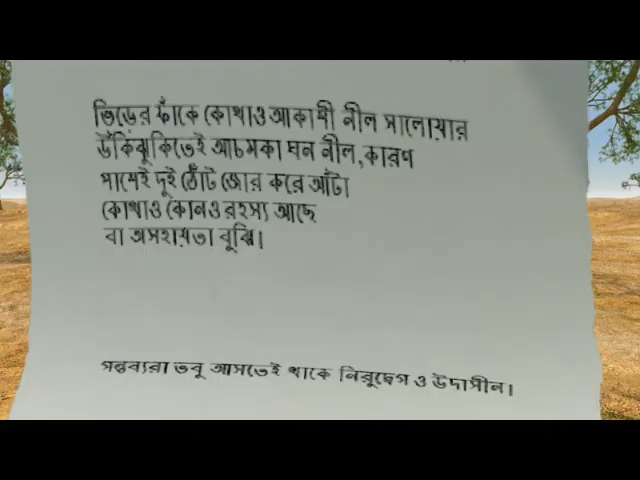 ভিড়ের ফাঁকে কোথাও আকাশী নীল সালোয়ার
উঁকিঝুকিতেই আচমকা ঘন নীল, কারণ
পাশেই দুই ঠোঁট জোর করে আঁটা
কোথাও কোনও রহস্য আছে
বা অসহায়তা বুঝি।
গন্তব্যরা তবু আসতেই থাকে নিরুদ্বেগ ও উদাসীন।